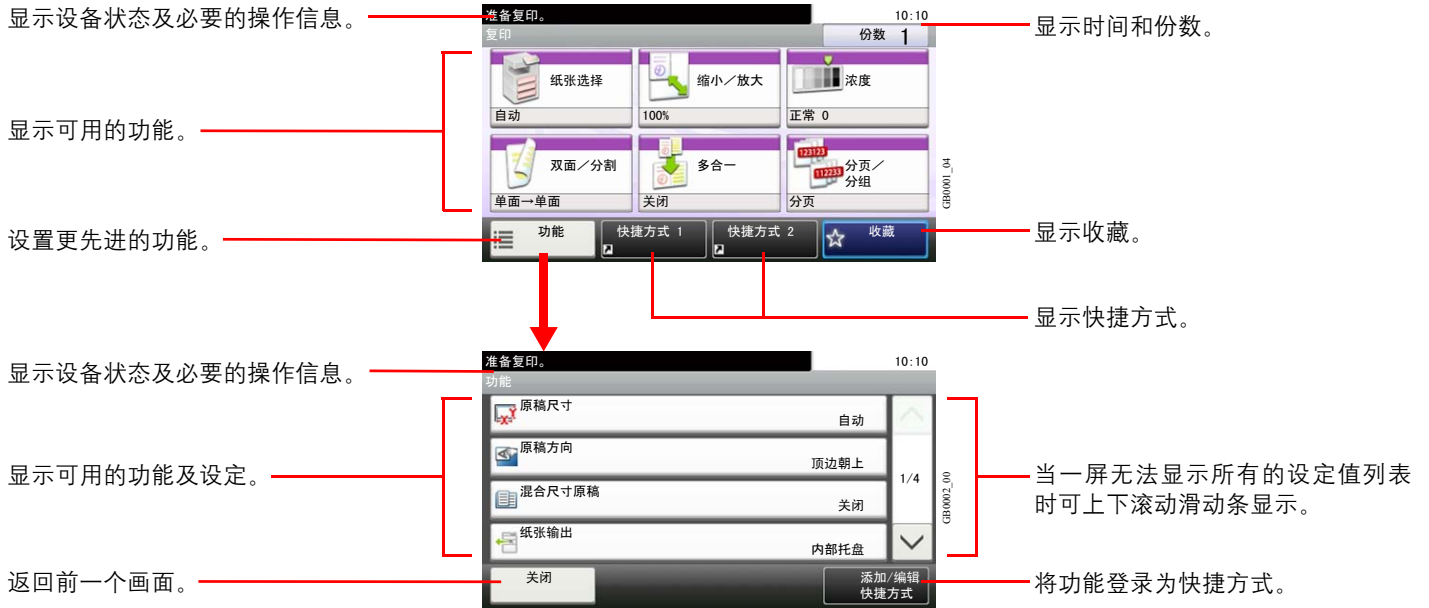 显示设备状态及必要的操作信息。
准备复印。
10:10
显示时间和份数。
复印
份数 1
显示可用的功能。
纸张选择
自动
缩小／放大
100%
浓度
正常 0
双面／分割
单面→单面
多合一
关闭
123123
112233
分页／
分组
分页
GB0001_04
设置更先进的功能。
功能
快捷方式 1
快捷方式 2
收藏
显示收藏。
显示快捷方式。
显示设备状态及必要的操作信息。
准备复印。
10:10
功能
显示可用的功能及设定。
原稿尺寸
自动
原稿方向
顶边朝上
混合尺寸原稿
关闭
纸张输出
内部托盘
1/4
GB0002_00
当一屏无法显示所有的设定值列表
时可上下滚动滑动条显示。
返回前一个画面。
关闭
添加/编辑
快捷方式
将功能登录为快捷方式。